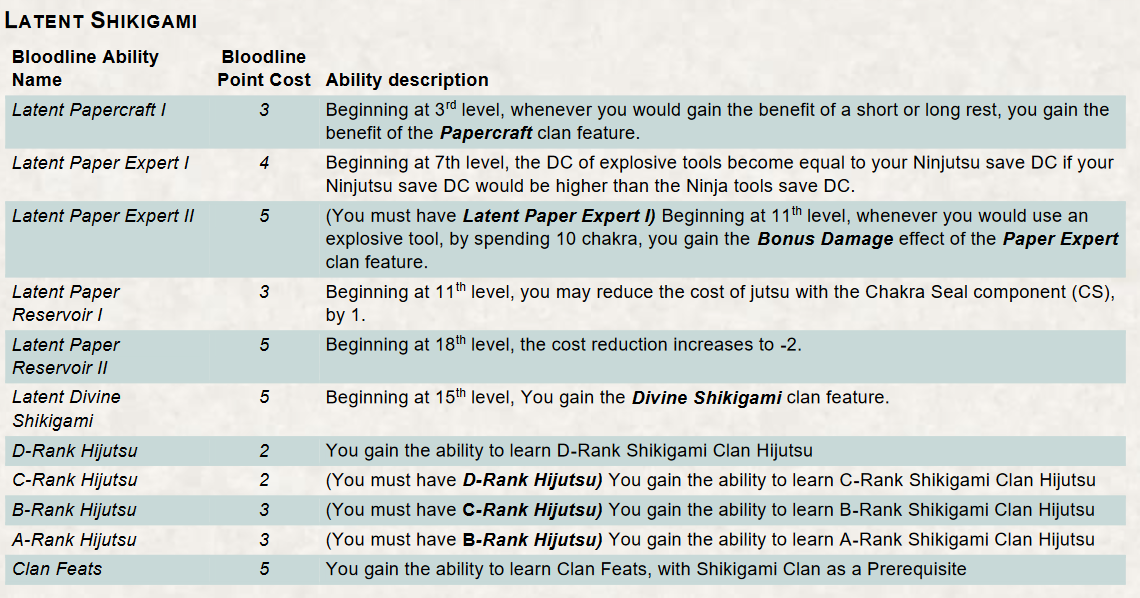 LATENT SHIKIGAMI
Bloodline Ability Name
Bloodline Point Cost
Ability description
Latent Papercraft I
3
Beginning at 3rd level, whenever you would gain the benefit of a short or long rest, you gain the
benefit of the Papercraft clan feature.
Latent Paper Expert I
4
Beginning at 7th level, the DC of explosive tools become equal to your Ninjutsu save DC if your
Ninjutsu save DC would be higher than the Ninja tools save DC.
Latent Paper Expert II
5
(You must have Latent Paper Expert I) Beginning at 11th level, whenever you would use an
explosive tool, by spending 10 chakra, you gain the Bonus Damage effect of the Paper Expert
clan feature.
Latent Paper
Reservoir I
3
Beginning at 11th level, you may reduce the cost of jutsu with the Chakra Seal component (CS),
by 1.
Latent Paper
Reservoir II
5
Beginning at 18th level, the cost reduction increases to -2.
Latent Divine
Shikigami
5
Beginning at 15th level, You gain the Divine Shikigami clan feature.
D-Rank Hijutsu
2
You gain the ability to learn D-Rank Shikigami Clan Hijutsu
C-Rank Hijutsu
2
(You must have D-Rank Hijutsu) You gain the ability to learn C-Rank Shikigami Clan Hijutsu
B-Rank Hijutsu
3
(You must have C-Rank Hijutsu) You gain the ability to learn B-Rank Shikigami Clan Hijutsu
A-Rank Hijutsu
3
(You must have B-Rank Hijutsu) You gain the ability to learn A-Rank Shikigami Clan Hijutsu
Clan Feats
5
You gain the ability to learn Clan Feats, with Shikigami Clan as a Prerequisite